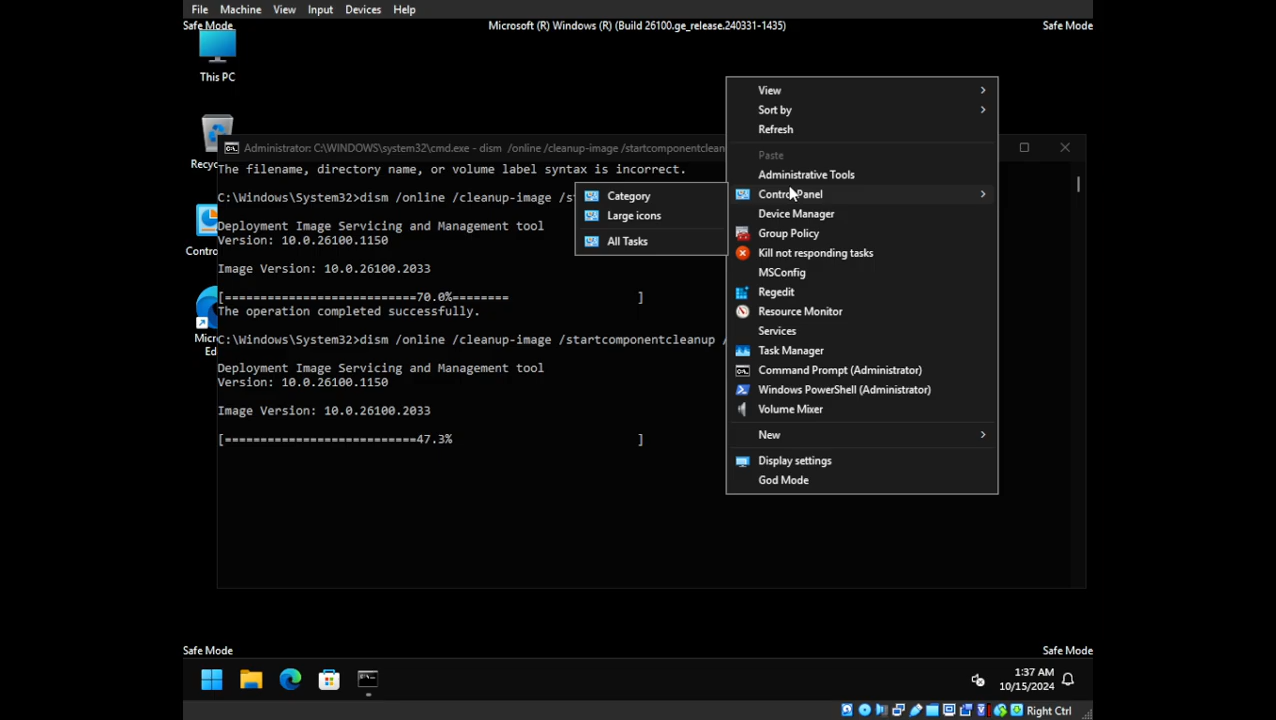 File Machine View Input Devices Help
Safe Mode Microsoft (R) Windows (R) (Build 26100.ge_release.240331-1435) Safe Mode
This PC
Recyc
Contro
Micro
Ed
Administrator: C:\WINDOWS\system32\cmd.exe - dism /online /cleanup-image /startcomponentclean
The filename, directory name, or volume label syntax is incorrect.
C:\Windows\System32>dism /online /cleanup-image /s
Deployment Image Servicing and Management tool
Version: 10.0.26100.1150
Image Version: 10.0.26100.2033
[===========================70.0%======== ]
The operation completed successfully.
C:\Windows\System32>dism /online /cleanup-image /startcomponentcleanup /
Deployment Image Servicing and Management tool
Version: 10.0.26100.1150
Image Version: 10.0.26100.2033
[===========================47.3% ]
View
Sort by
Refresh
Paste
Administrative Tools
Control Panel
Device Manager
Group Policy
Kill not responding tasks
MSConfig
Regedit
Resource Monitor
Services
Task Manager
Command Prompt (Administrator)
Windows PowerShell (Administrator)
Volume Mixer
New
Display settings
God Mode
Category
Large icons
All Tasks
Safe Mode Safe Mode
1:37 AM
10/15/2024
Right Ctrl